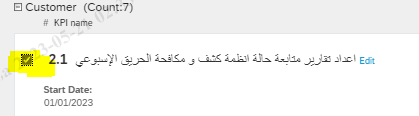 Customer (Count:7)
# KPI name
2.1 اعداد تقارير متابعة حالة انظمة كشف و مكافحة الحريق الإسبوعي Edit
Start Date:
01/01/2023